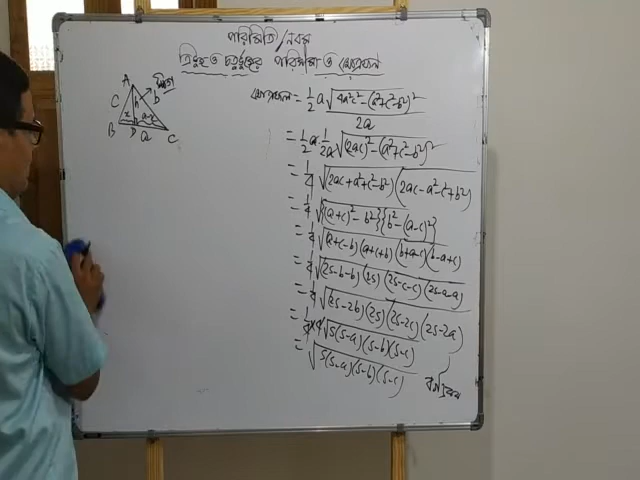 পরিমিতি/নবম
ত্রিভুজ ও চতুর্ভুজের পরিসীমা ও ক্ষেত্রফল
A
c h b
x a-x
B D a C
ক্ষেত্রফল = 1/2 a √(4a²c² - (a²+c²-b²)²) / 2a
= 1/2 a · 1/2a √((2ac)² - (a²+c²-b²)²)
= 1/4 √((2ac+a²+c²-b²)(2ac-a²-c²+b²))
= 1/4 √({(a+c)²-b²}{b²-(a-c)²})
= 1/4 √((a+c-b)(a+c+b)(b+a-c)(b-a+c))
= 1/4 √((2s-b-b)(2s)(2s-c-c)(2s-a-a))
= 1/4 √((2s-2b)(2s)(2s-2c)(2s-2a))
= 1/4 × 4 √(s(s-a)(s-b)(s-c))
= √(s(s-a)(s-b)(s-c))